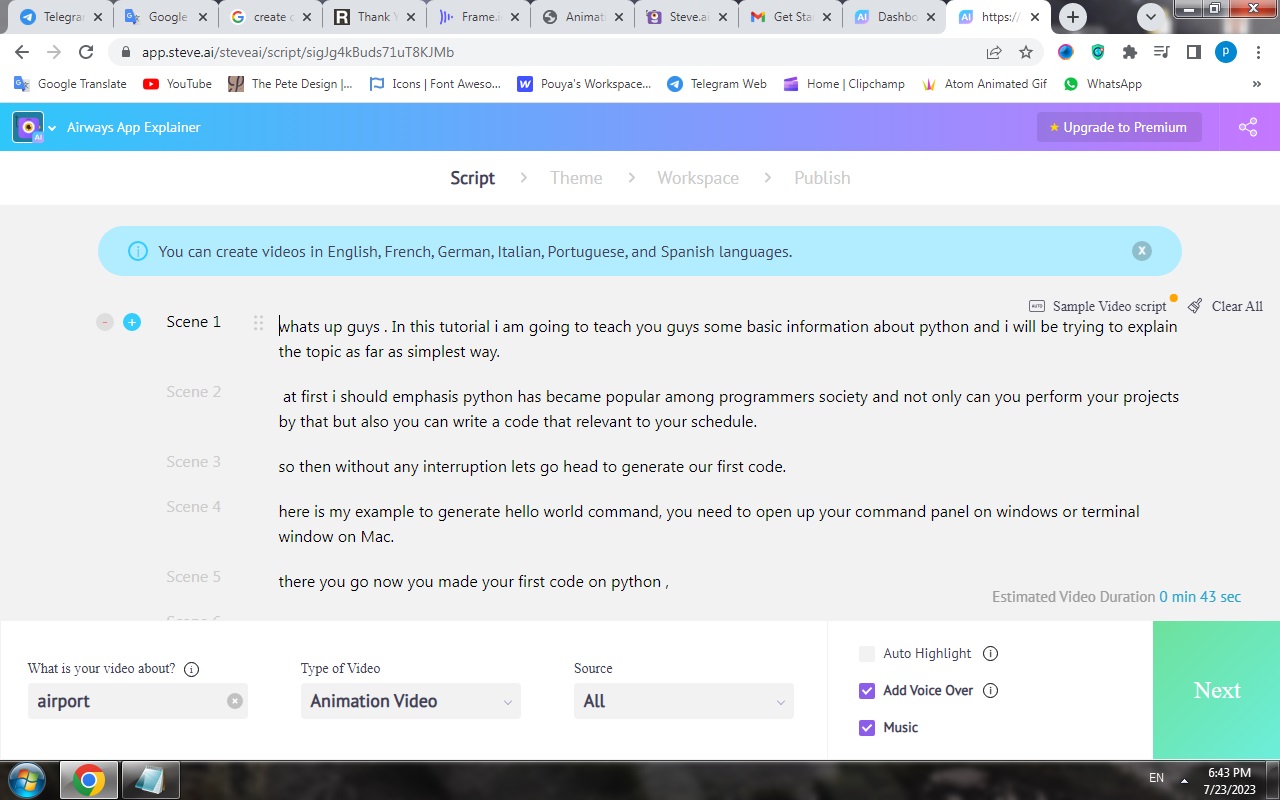 Telegra
Google
create c
Thank Y
Frame.i
Animat
Steve.a
Get Sta
Dashbo
https://
app.steve.ai/steveai/script/sigJg4kBuds71uT8KJMb
p
Google Translate
YouTube
The Pete Design |...
Icons | Font Aweso...
Pouya's Workspace...
Telegram Web
Home | Clipchamp
Atom Animated Gif
WhatsApp
»
AI
Airways App Explainer
Upgrade to Premium
Script > Theme > Workspace > Publish
You can create videos in English, French, German, Italian, Portuguese, and Spanish languages.
X
AUTO Sample Video script
Clear All
Scene 1
whats up guys . In this tutorial i am going to teach you guys some basic information about python and i will be trying to explain
the topic as far as simplest way.
Scene 2
at first i should emphasis python has became popular among programmers society and not only can you perform your projects
by that but also you can write a code that relevant to your schedule.
Scene 3
so then without any interruption lets go head to generate our first code.
Scene 4
here is my example to generate hello world command, you need to open up your command panel on windows or terminal
window on Mac.
Scene 5
there you go now you made your first code on python ,
Estimated Video Duration 0 min 43 sec
What is your video about?
airport
Type of Video
Animation Video
Source
All
Auto Highlight
Add Voice Over
Music
Next
EN
6:43 PM
7/23/2023